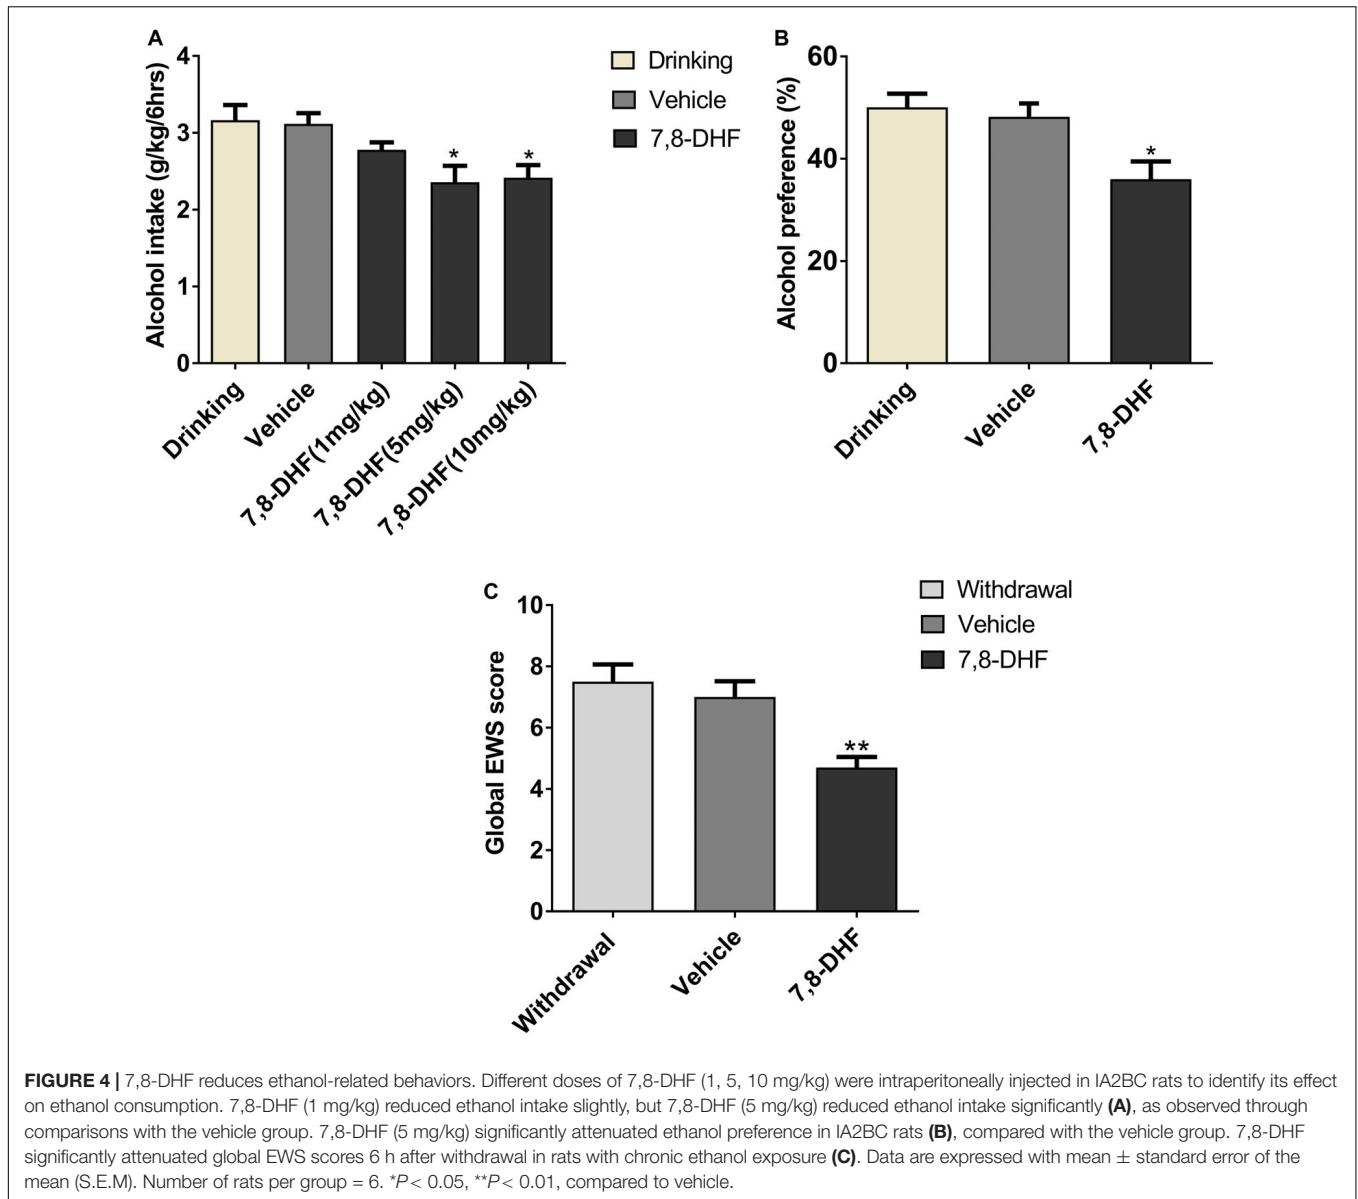 A
Alcohol intake (g/kg/6hrs)
4
3
2
1
0
*
*
Drinking
Vehicle
7,8-DHF(1mg/kg)
7,8-DHF(5mg/kg)
7,8-DHF(10mg/kg)
Drinking
Vehicle
7,8-DHF
B
Alcohol preference (%)
60
40
20
0
*
Drinking
Vehicle
7,8-DHF
C
Global EWS score
10
8
6
4
2
0
**
Withdrawal
Vehicle
7,8-DHF
Withdrawal
Vehicle
7,8-DHF
FIGURE 4 | 7,8-DHF reduces ethanol-related behaviors. Different doses of 7,8-DHF (1, 5, 10 mg/kg) were intraperitoneally injected in IA2BC rats to identify its effect
on ethanol consumption. 7,8-DHF (1 mg/kg) reduced ethanol intake slightly, but 7,8-DHF (5 mg/kg) reduced ethanol intake significantly (A), as observed through
comparisons with the vehicle group. 7,8-DHF (5 mg/kg) significantly attenuated ethanol preference in IA2BC rats (B), compared with the vehicle group. 7,8-DHF
significantly attenuated global EWS scores 6 h after withdrawal in rats with chronic ethanol exposure (C). Data are expressed with mean ± standard error of the
mean (S.E.M). Number of rats per group = 6. *P< 0.05, **P< 0.01, compared to vehicle.